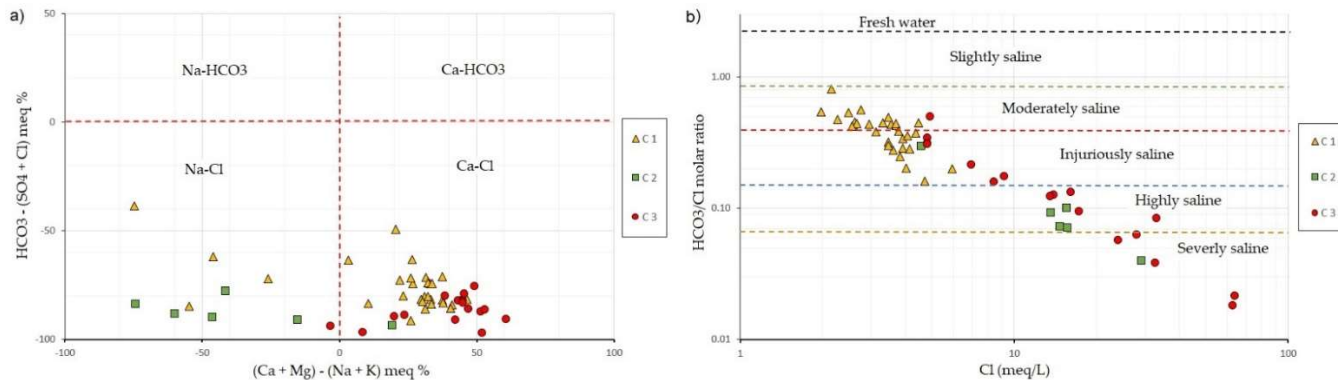 a)
50
0
-50
-100
-100
-50
0
50
100
HCO3 - (SO4 + Cl) meq %
(Ca + Mg) - (Na + K) meq %
Na-HCO3
Ca-HCO3
Na-Cl
Ca-Cl
C 1
C 2
C 3
b)
1.00
0.10
0.01
1
10
100
HCO3/Cl molar ratio
Cl (meq/L)
Fresh water
Slightly saline
Moderately saline
Injuriously saline
Highly saline
Severly saline
C 1
C 2
C 3